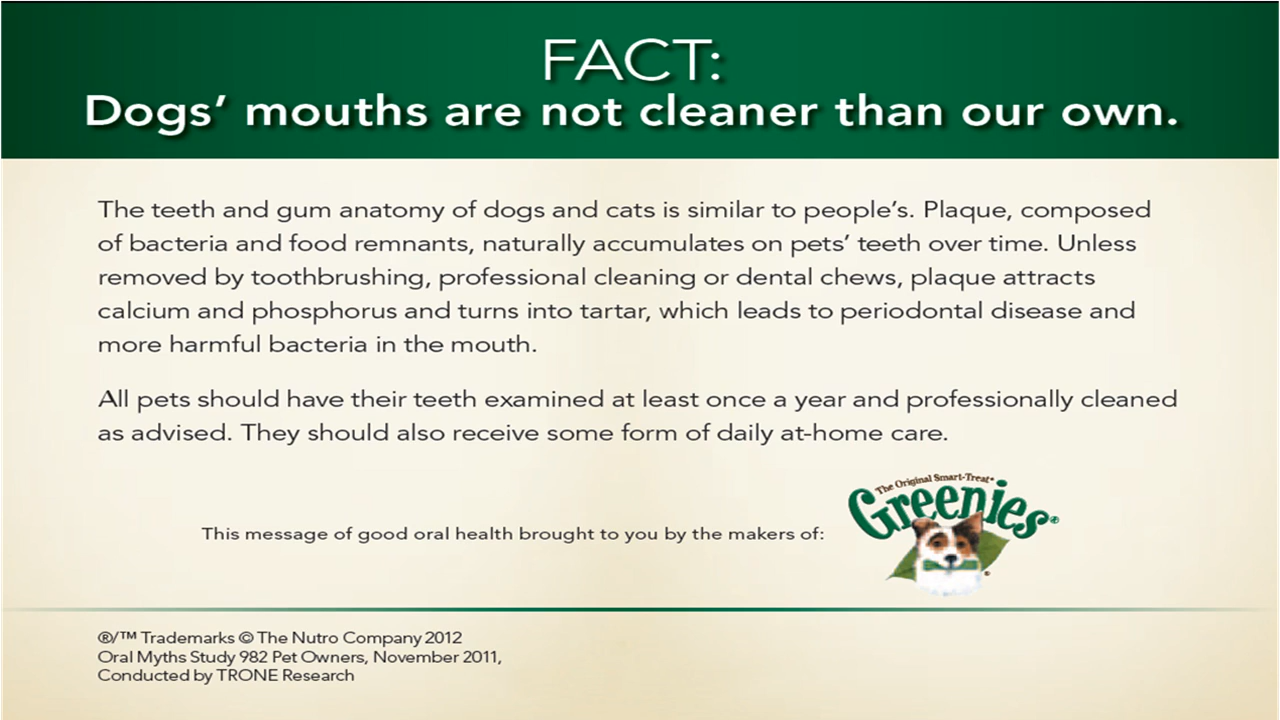 FACT:
Dogs’ mouths are not cleaner than our own.
The teeth and gum anatomy of dogs and cats is similar to people’s. Plaque, composed
of bacteria and food remnants, naturally accumulates on pets’ teeth over time. Unless
removed by toothbrushing, professional cleaning or dental chews, plaque attracts
calcium and phosphorus and turns into tartar, which leads to periodontal disease and
more harmful bacteria in the mouth.
All pets should have their teeth examined at least once a year and professionally cleaned
as advised. They should also receive some form of daily at-home care.
The Original Smart-Treat®
Greenies®
This message of good oral health brought to you by the makers of:
®/™ Trademarks © The Nutro Company 2012
Oral Myths Study 982 Pet Owners, November 2011,
Conducted by TRONE Research